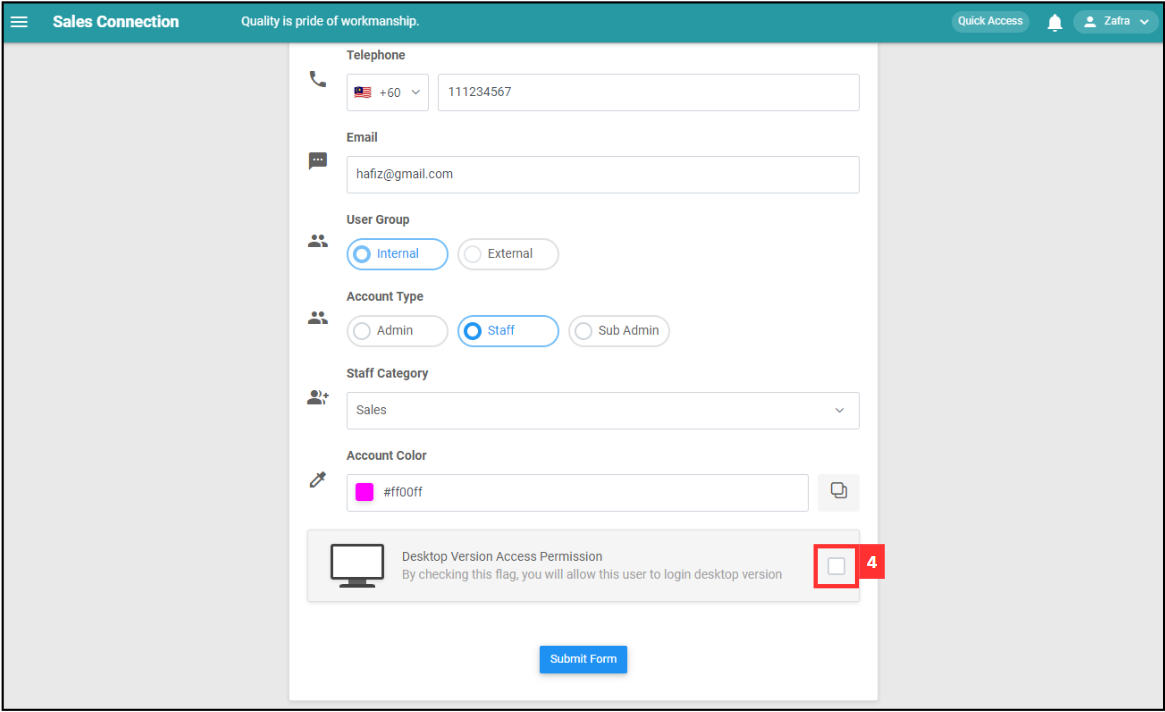 Sales Connection
Quality is pride of workmanship.
Quick Access
Zafra
Telephone
+60
111234567
Email
hafiz@gmail.com
User Group
Internal
External
Account Type
Admin
Staff
Sub Admin
Staff Category
Sales
Account Color
#ff00ff
Desktop Version Access Permission
By checking this flag, you will allow this user to login desktop version
4
Submit Form